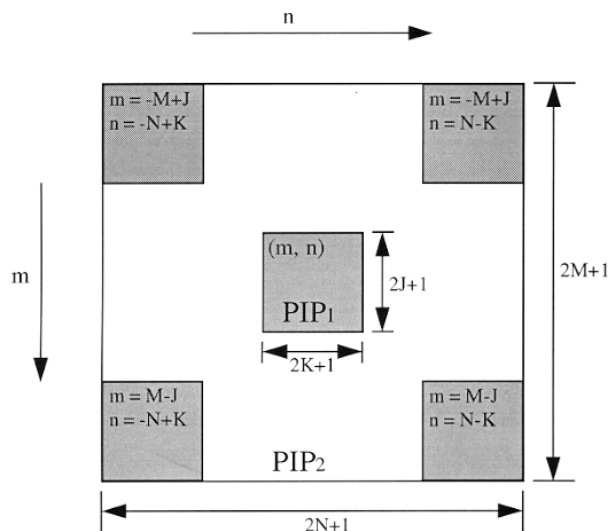 n
m = -M+J
n = -N+K
m = -M+J
n = N-K
m
(m, n)
PIP1
2J+1
2K+1
2M+1
m = M-J
n = -N+K
m = M-J
n = N-K
PIP2
2N+1